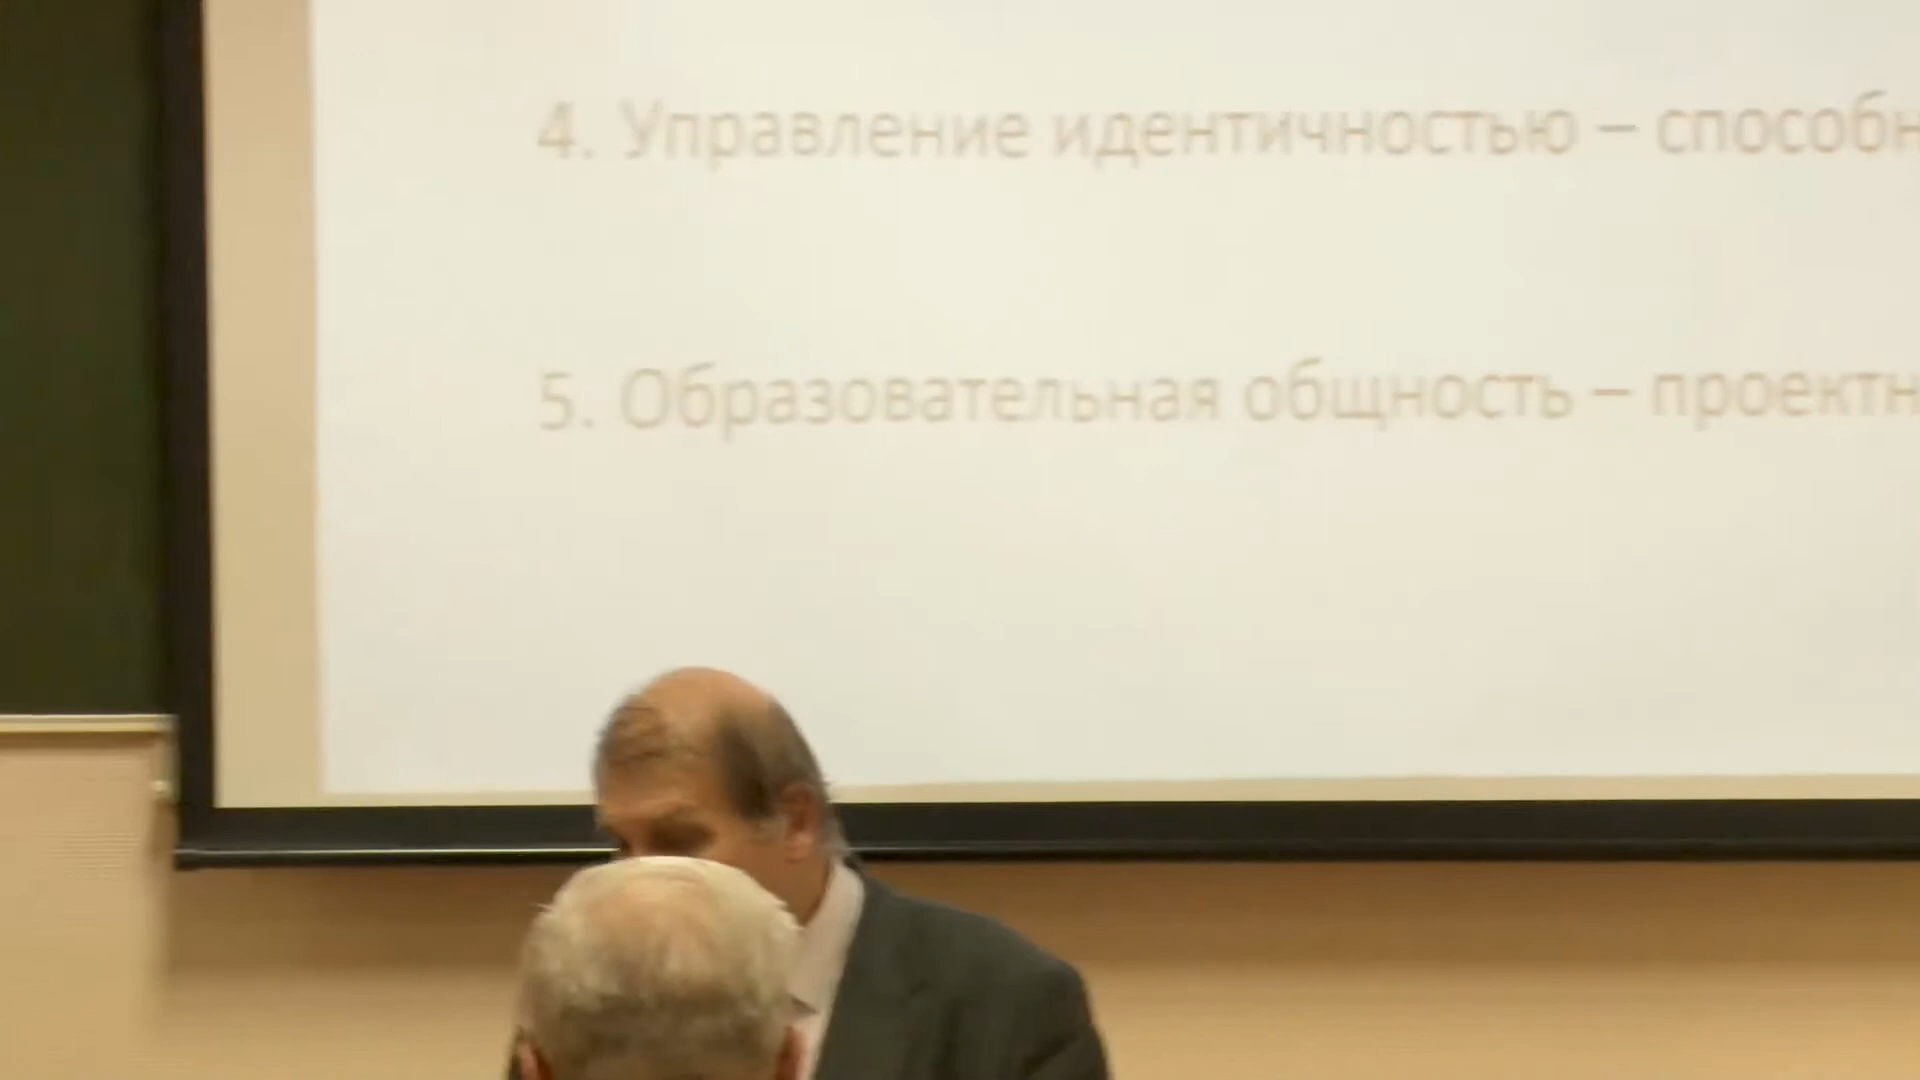 4. Управление идентичностью – способн
5. Образовательная общность – проектн